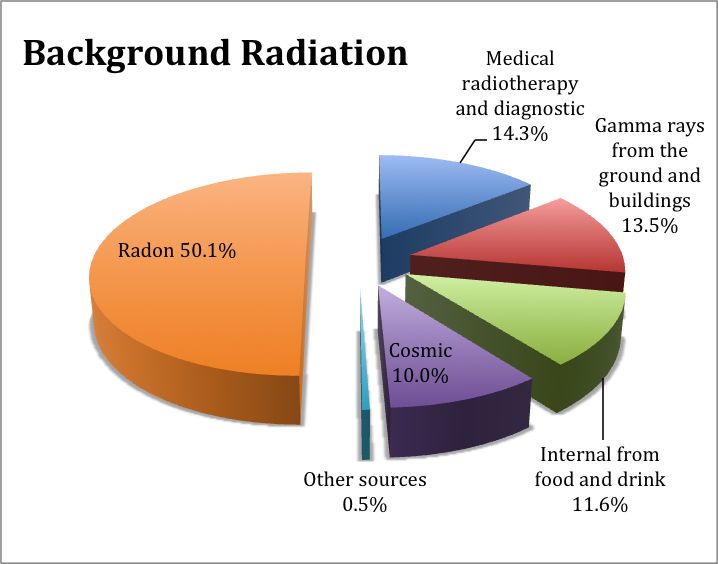 Background Radiation
Medical
radiotherapy
and diagnostic
14.3%
Gamma rays
from the
ground and
buildings
13.5%
Radon 50.1%
Cosmic
10.0%
Internal from
food and drink
11.6%
Other sources
0.5%